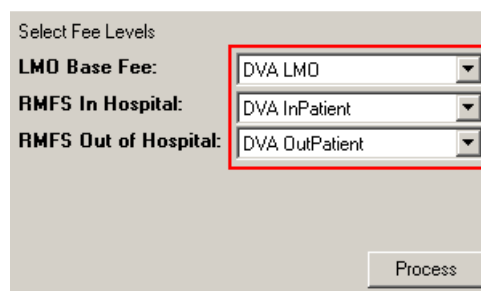 Select Fee Levels
LMO Base Fee: DVA LMO
RMFS In Hospital: DVA InPatient
RMFS Out of Hospital: DVA OutPatient
Process